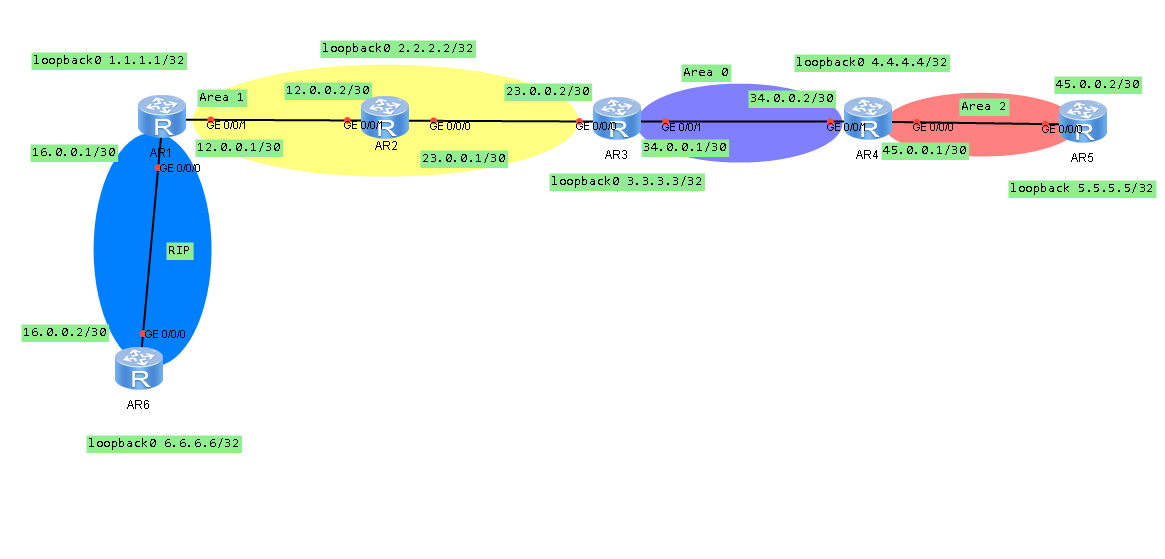 loopback0 1.1.1.1/32
loopback0 2.2.2.2/32
Area 0
loopback0 4.4.4.4/32
Area 1
12.0.0.2/30
23.0.0.2/30
34.0.0.2/30
Area 2
45.0.0.2/30
R
GE 0/0/1
GE 0/0/1
R
GE 0/0/0
GE 0/0/0
R
GE 0/0/1
GE 0/0/1
R
GE 0/0/0
GE 0/0/0
R
16.0.0.1/30
AR1
12.0.0.1/30
AR2
23.0.0.1/30
AR3
34.0.0.1/30
AR4
45.0.0.1/30
AR5
GE 0/0/0
loopback0 3.3.3.3/32
loopback 5.5.5.5/32
RIP
16.0.0.2/30
GE 0/0/0
R
AR6
loopback0 6.6.6.6/32